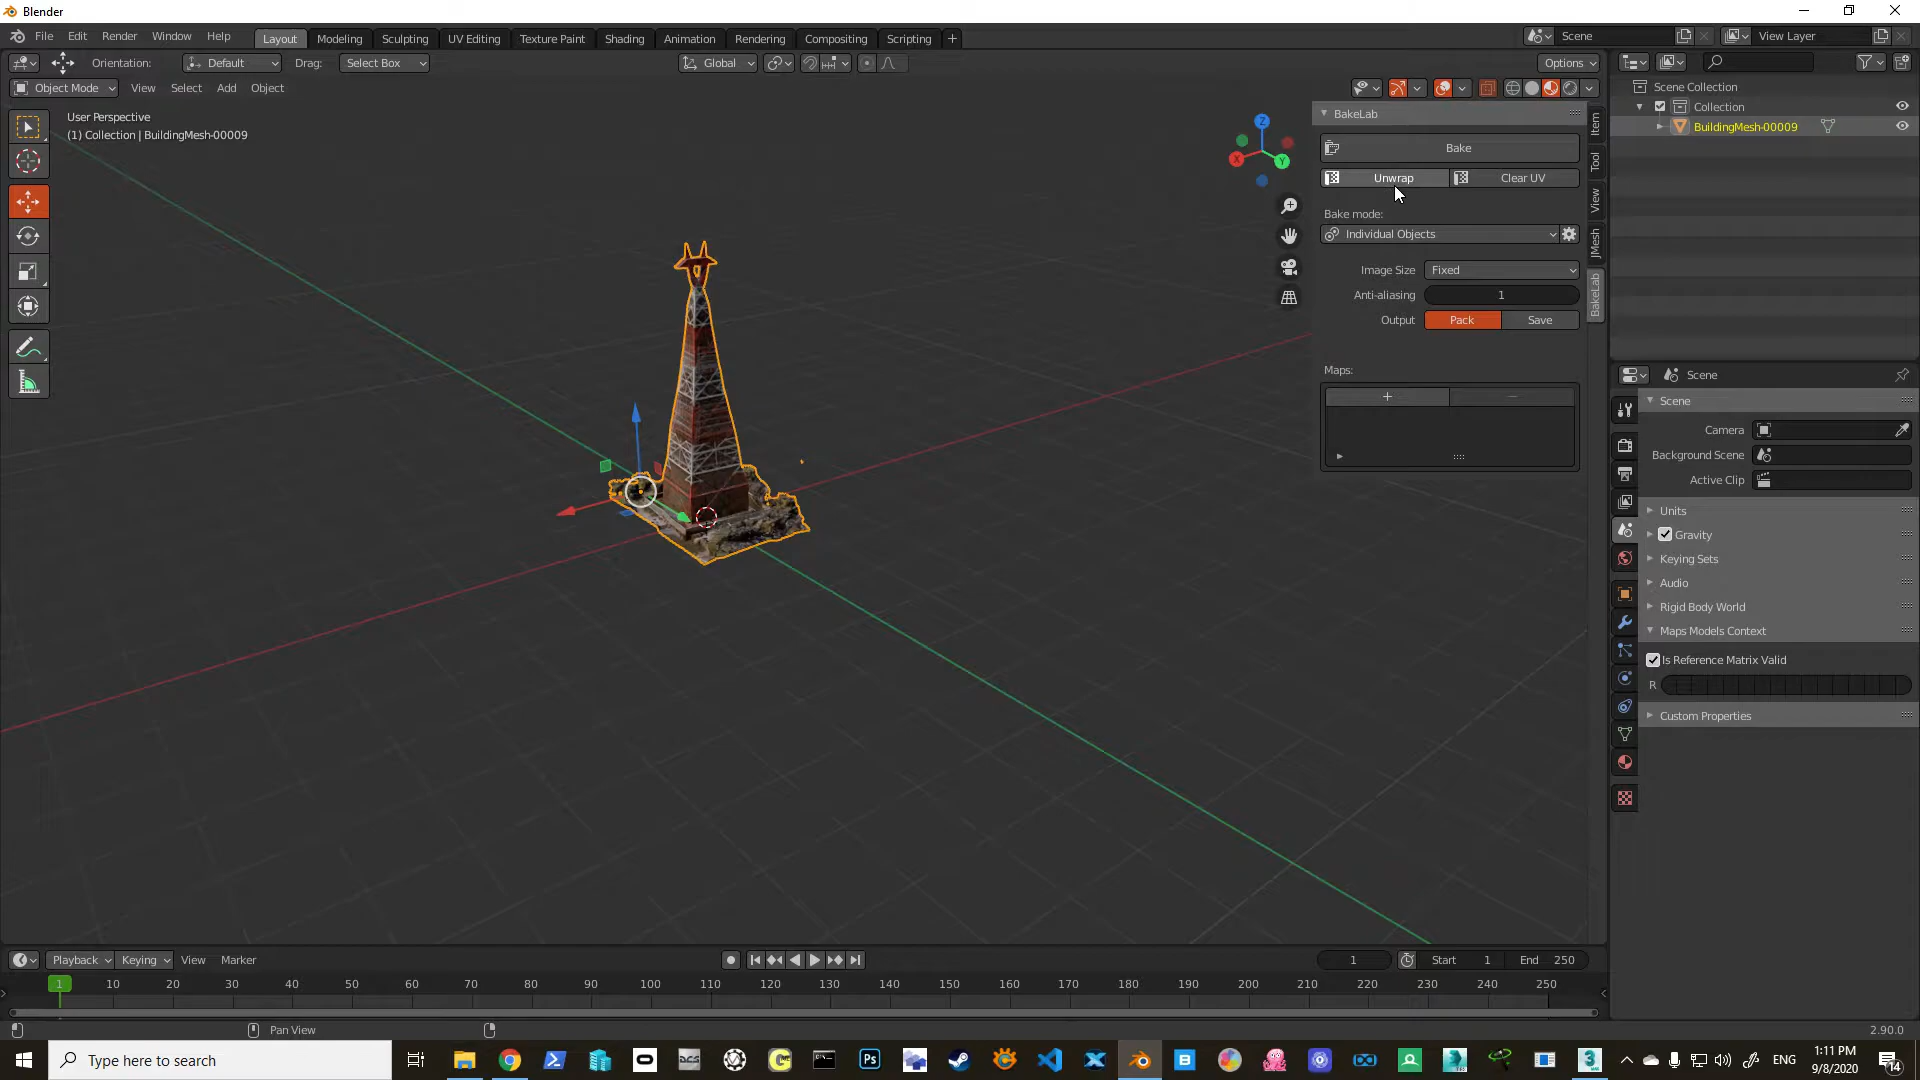 Blender
File Edit Render Window Help
Layout Modeling Sculpting UV Editing Texture Paint Shading Animation Rendering Compositing Scripting +
Scene
View Layer
Orientation: Default Drag: Select Box
Global
Options
Object Mode View Select Add Object
User Perspective
(1) Collection | BuildingMesh-00009
Z
X
Y
BakeLab
Bake
Unwrap
Clear UV
Bake mode:
Individual Objects
Image Size Fixed
Anti-aliasing 1
Output Pack Save
Maps:
+
Item
Tool
View
JMesh
BakeLab
Scene Collection
Collection
BuildingMesh-00009
Scene
Scene
Camera
Background Scene
Active Clip
Units
Gravity
Keying Sets
Audio
Rigid Body World
Maps Models Context
Is Reference Matrix Valid
R
Custom Properties
Playback Keying View Marker
1
Start 1
End 250
1 10 20 30 40 50 60 70 80 90 100 110 120 130 140 150 160 170 180 190 200 210 220 230 240 250
Pan View
2.90.0
Type here to search
Ps
ENG
1:11 PM
9/8/2020
14